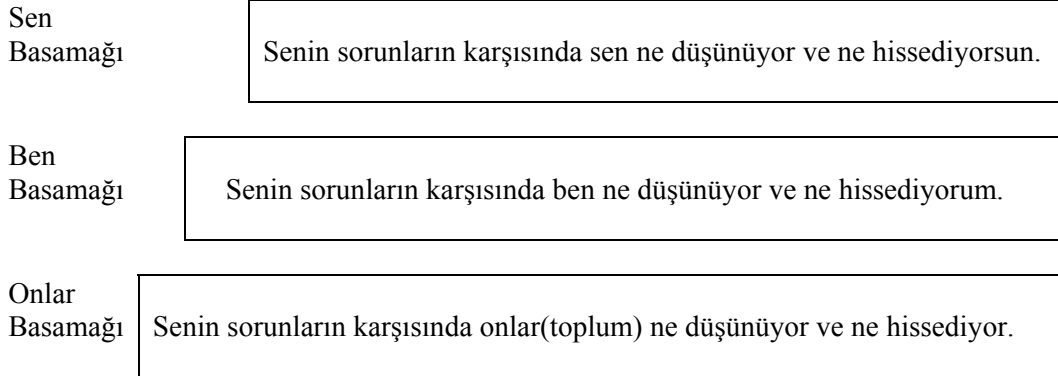 Sen
Basamağı Senin sorunların karşısında sen ne düşünüyor ve ne hissediyorsun.
Ben
Basamağı Senin sorunların karşısında ben ne düşünüyor ve ne hissediyorum.
Onlar
Basamağı Senin sorunların karşısında onlar(toplum) ne düşünüyor ve ne hissediyor.